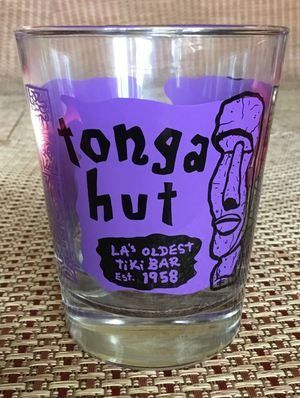 tonga
hut
LA's OLDEST
TiKi BAR
Est. 1958